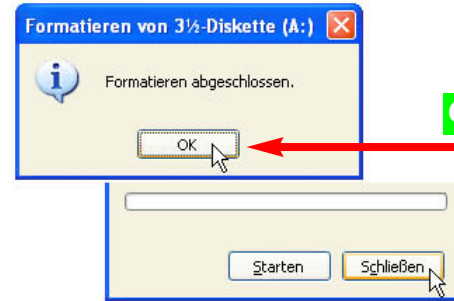 Formatieren von 3½-Diskette (A:)
Formatieren abgeschlossen.
OK
Starten
Schließen